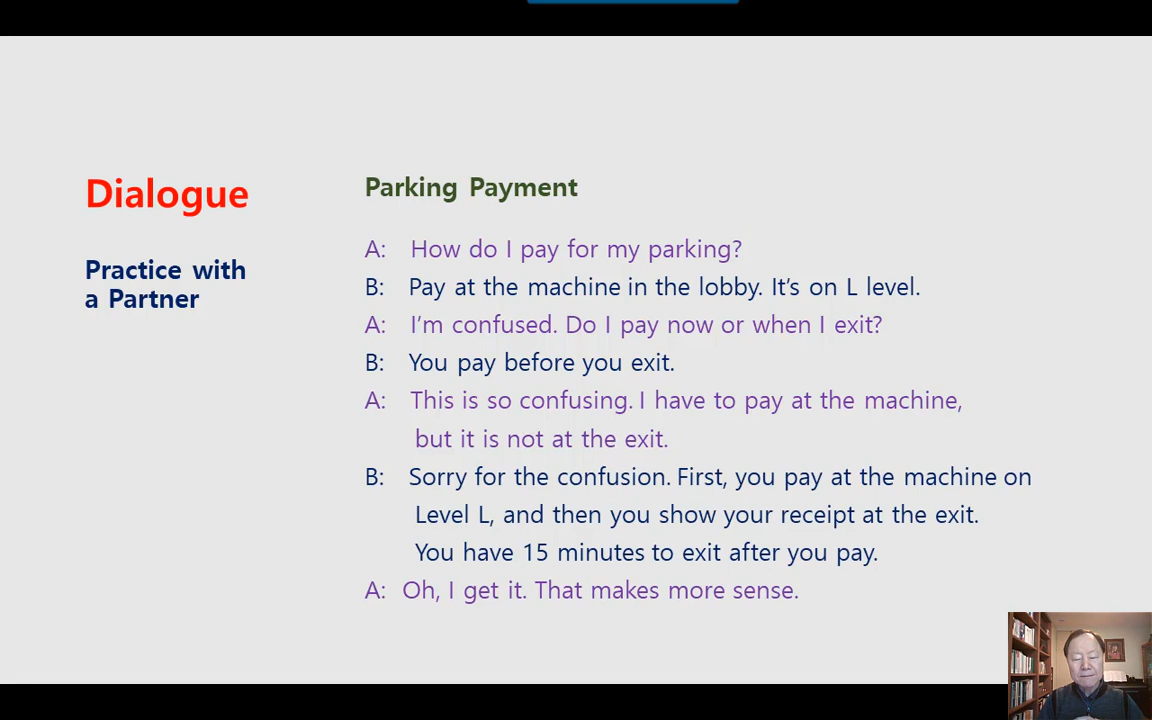 Dialogue
Practice with
a Partner
Parking Payment
A: How do I pay for my parking?
B: Pay at the machine in the lobby. It's on L level.
A: I'm confused. Do I pay now or when I exit?
B: You pay before you exit.
A: This is so confusing. I have to pay at the machine,
but it is not at the exit.
B: Sorry for the confusion. First, you pay at the machine on
Level L, and then you show your receipt at the exit.
You have 15 minutes to exit after you pay.
A: Oh, I get it. That makes more sense.